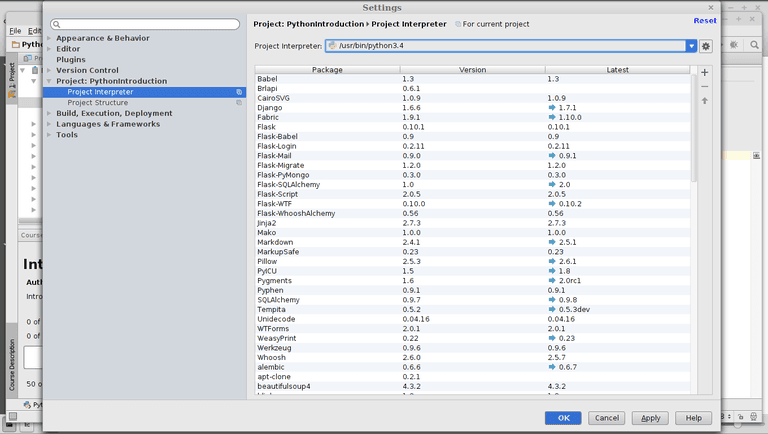 Settings
File Edit
Appearance & Behavior
Editor
Plugins
Version Control
Project: PythonIntroduction
Project Interpreter
Project Structure
Build, Execution, Deployment
Languages & Frameworks
Tools
Project: PythonIntroduction › Project Interpreter For current project
Reset
Project Interpreter: /usr/bin/python3.4
Package Version Latest
Babel 1.3 1.3
Brlapi 0.6.1
CairoSVG 1.0.9 1.0.9
Django 1.6.6 1.7.1
Fabric 1.9.1 1.10.0
Flask 0.10.1 0.10.1
Flask-Babel 0.9 0.9
Flask-Login 0.2.11 0.2.11
Flask-Mail 0.9.0 0.9.1
Flask-Migrate 1.2.0 1.2.0
Flask-PyMongo 0.3.0 0.3.0
Flask-SQLAlchemy 1.0 2.0
Flask-Script 2.0.5 2.0.5
Flask-WTF 0.10.0 0.10.2
Flask-WhooshAlchemy 0.56 0.56
Jinja2 2.7.3 2.7.3
Mako 1.0.0 1.0.0
Markdown 2.4.1 2.5.1
MarkupSafe 0.23 0.23
Pillow 2.5.3 2.6.1
PyICU 1.5 1.8
Pygments 1.6 2.0rc1
Pyphen 0.9.1 0.9.1
SQLAlchemy 0.9.7 0.9.8
Tempita 0.5.2 0.5.3dev
Unidecode 0.04.16 0.04.16
WTForms 2.0.1 2.0.1
WeasyPrint 0.22 0.23
Werkzeug 0.9.6 0.9.6
Whoosh 2.6.0 2.5.7
alembic 0.6.6 0.6.7
apt-clone 0.2.1
beautifulsoup4 4.3.2 4.3.2
OK Cancel Apply Help
1: Project
Course Description
Int
Auth
Intro
0 of
0 of
50 o